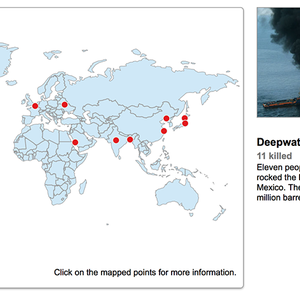 Click on the mapped points for more information.
Deepwat
11 killed
Eleven peop
rocked the
Mexico. The
million barre